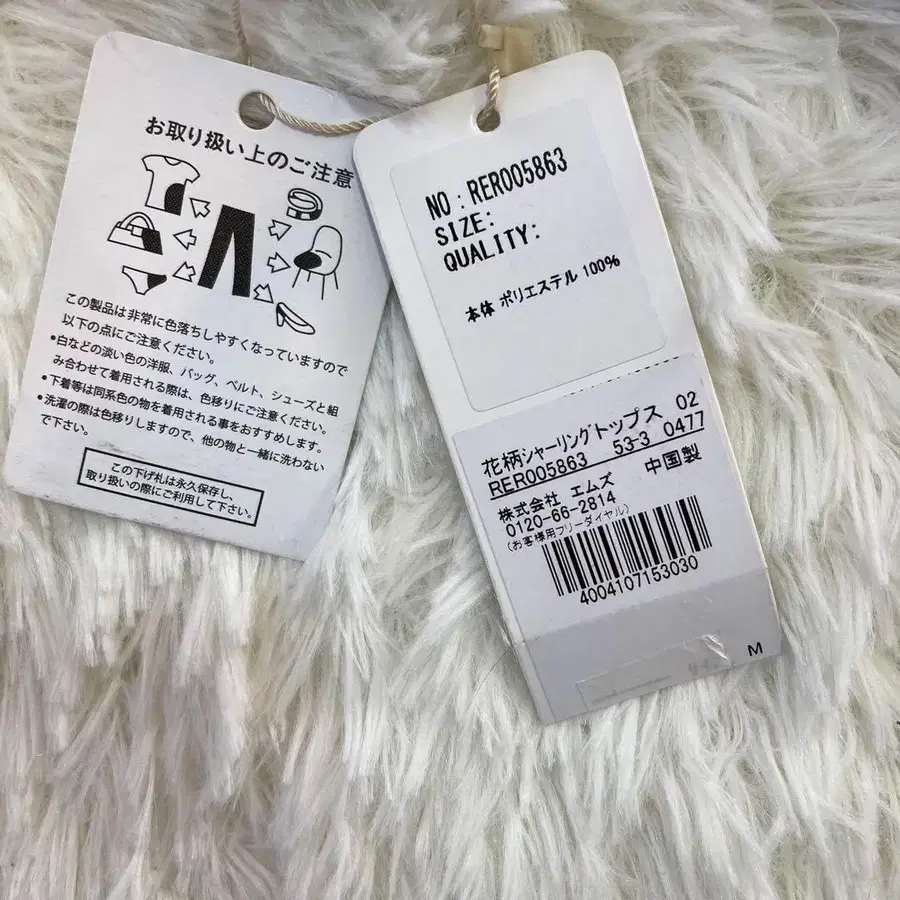 お取り扱い上のご注意
この製品は非常に色落ちしやすくなっていますので
以下の点にご注意ください。
•白などの淡い色の洋服、バッグ、ベルト、シューズと組
み合わせて着用される際は、色移りにご注意ください。
•下着等は同系色の物を着用される事をおすすめします。
•洗濯の際は色移りしますので、他の物と一緒に洗わない
で下さい。
この下げ札は永久保存し、
取り扱いの際にご利用して下さい。
NO : RER005863
SIZE:
QUALITY:
本体 ポリエステル 100%
花柄シャーリングトップス 02
RER005863 53-3 0477
株式会社 エムズ 中国製
0120-66-2814
(お客様用フリーダイヤル)
4004107153030
M